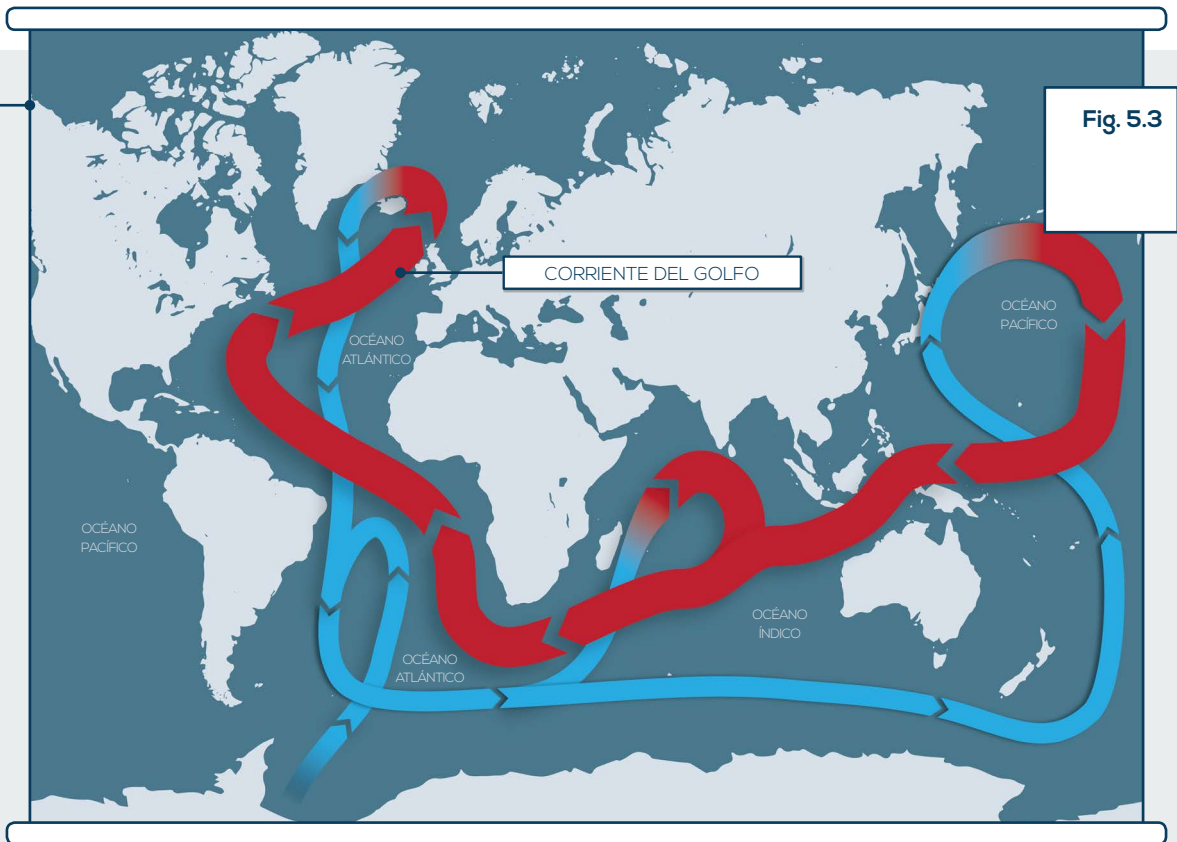 Fig. 5.3
CORRIENTE DEL GOLFO
OCÉANO
PACÍFICO
OCÉANO
ATLÁNTICO
OCÉANO
PACÍFICO
OCÉANO
ÍNDICO
OCÉANO
ATLÁNTICO